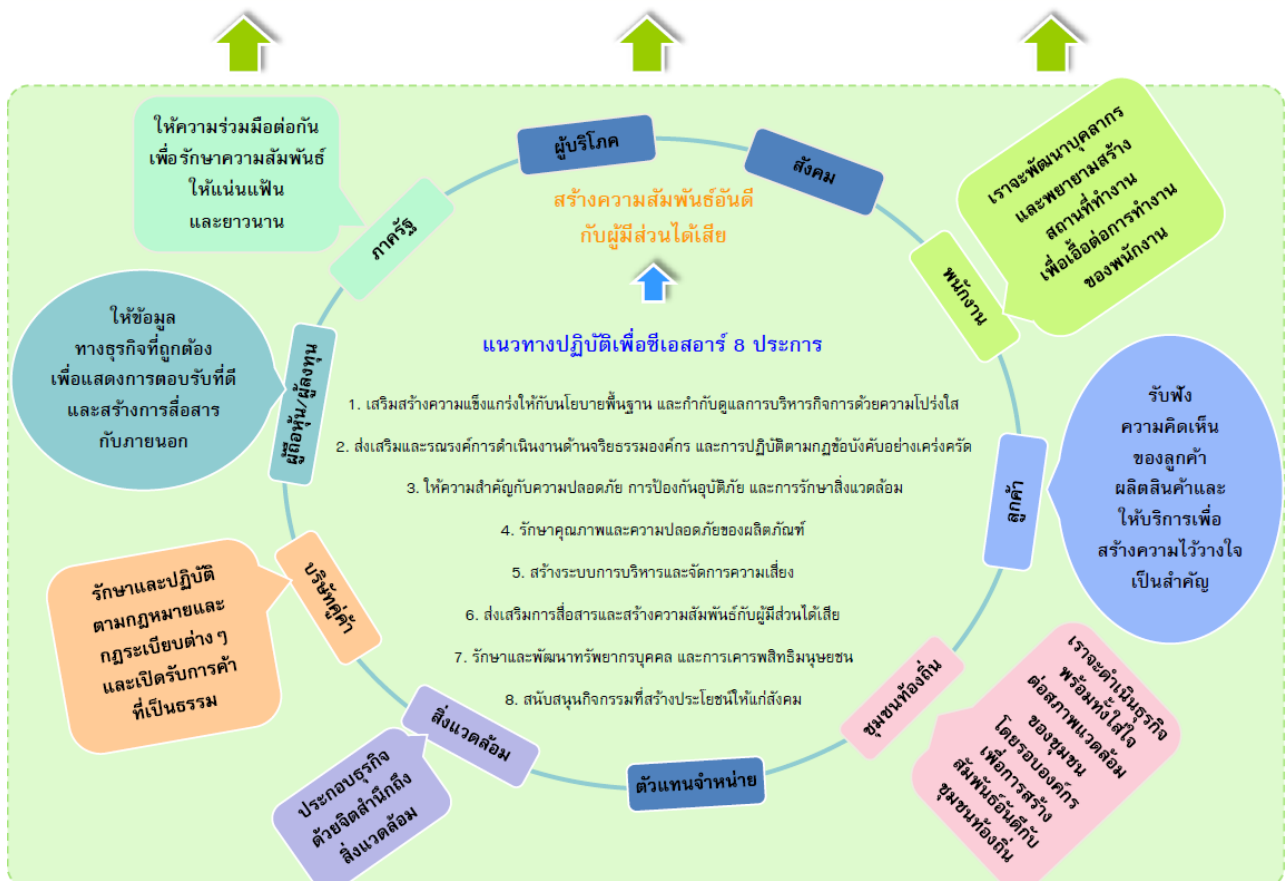 ให้ความร่วมมือต่อกัน
เพื่อรักษาความสัมพันธ์
ให้แน่นแฟ้น
และยาวนาน
ภาครัฐ
ผู้บริโภค
สังคม
สร้างความสัมพันธ์อันดี
กับผู้มีส่วนได้เสีย
เราจะพัฒนาบุคลากร
และพยายามสร้าง
สถานที่ทำงาน
เพื่อเอื้อต่อการทำงาน
ของพนักงาน
พนักงาน
ให้ข้อมูล
ทางธุรกิจที่ถูกต้อง
เพื่อแสดงการตอบรับที่ดี
และสร้างการสื่อสาร
กับภายนอก
ผู้ถือหุ้น/ผู้ลงทุน
แนวทางปฏิบัติเพื่อซีเอสอาร์ 8 ประการ
1. เสริมสร้างความแข็งแกร่งให้กับนโยบายพื้นฐาน และกำกับดูแลการบริหารกิจการด้วยความโปร่งใส
2. ส่งเสริมและรณรงค์การดำเนินงานด้านจริยธรรมองค์กร และการปฏิบัติตามกฏข้อบังคับอย่างเคร่งครัด
3. ให้ความสำคัญกับความปลอดภัย การป้องกันอุบัติภัย และการรักษาสิ่งแวดล้อม
4. รักษาคุณภาพและความปลอดภัยของผลิตภัณฑ์
5. สร้างระบบการบริหารและจัดการความเสี่ยง
6. ส่งเสริมการสื่อสารและสร้างความสัมพันธ์กับผู้มีส่วนได้เสีย
7. รักษาและพัฒนาทรัพยากรบุคคล และการเคารพสิทธิมนุษยชน
8. สนับสนุนกิจกรรมที่สร้างประโยชน์ให้แก่สังคม
ลูกค้า
รับฟัง
ความคิดเห็น
ของลูกค้า
ผลิตสินค้าและ
ให้บริการเพื่อ
สร้างความไว้วางใจ
เป็นสำคัญ
บริษัทคู่ค้า
รักษาและปฏิบัติ
ตามกฎหมายและ
กฎระเบียบต่าง ๆ
และเปิดรับการค้า
ที่เป็นธรรม
สิ่งแวดล้อม
ประกอบธุรกิจ
ด้วยจิตสำนึกถึง
สิ่งแวดล้อม
ตัวแทนจำหน่าย
ชุมชนท้องถิ่น
เราจะดำเนินธุรกิจ
พร้อมทั้งใส่ใจ
ต่อสภาพแวดล้อม
ของชุมชน
โดยรอบองค์กร
เพื่อการสร้าง
สัมพันธ์อันดีกับ
ชุมชนท้องถิ่น